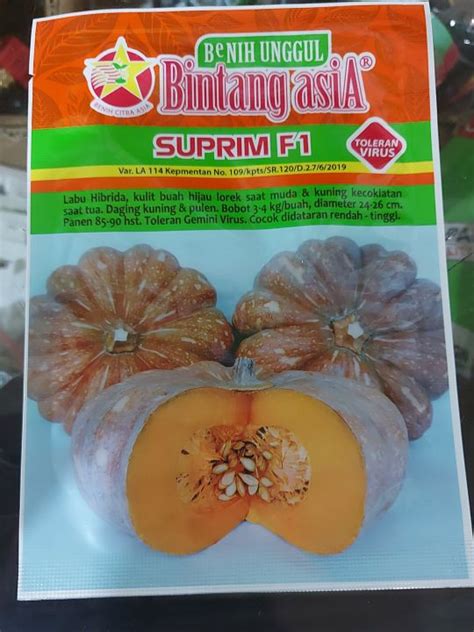 BeNIH UNGGUL
Bintang asiA®
BENIH CITRA ASIA
SUPRIM F1
TOLERAN
VIRUS
Var. LA 114 Kepmentan No. 109/kpts/SR.120/D.2.7/6/2019
Labu Hibrida, kulit buah hijau lorek saat muda & kuning kecoklatan
saat tua. Daging kuning & pulen. Bobot 3-4 kg/buah, diameter 24-26 cm.
Panen 85-90 hst. Toleran Gemini Virus. Cocok didataran rendah - tinggi.